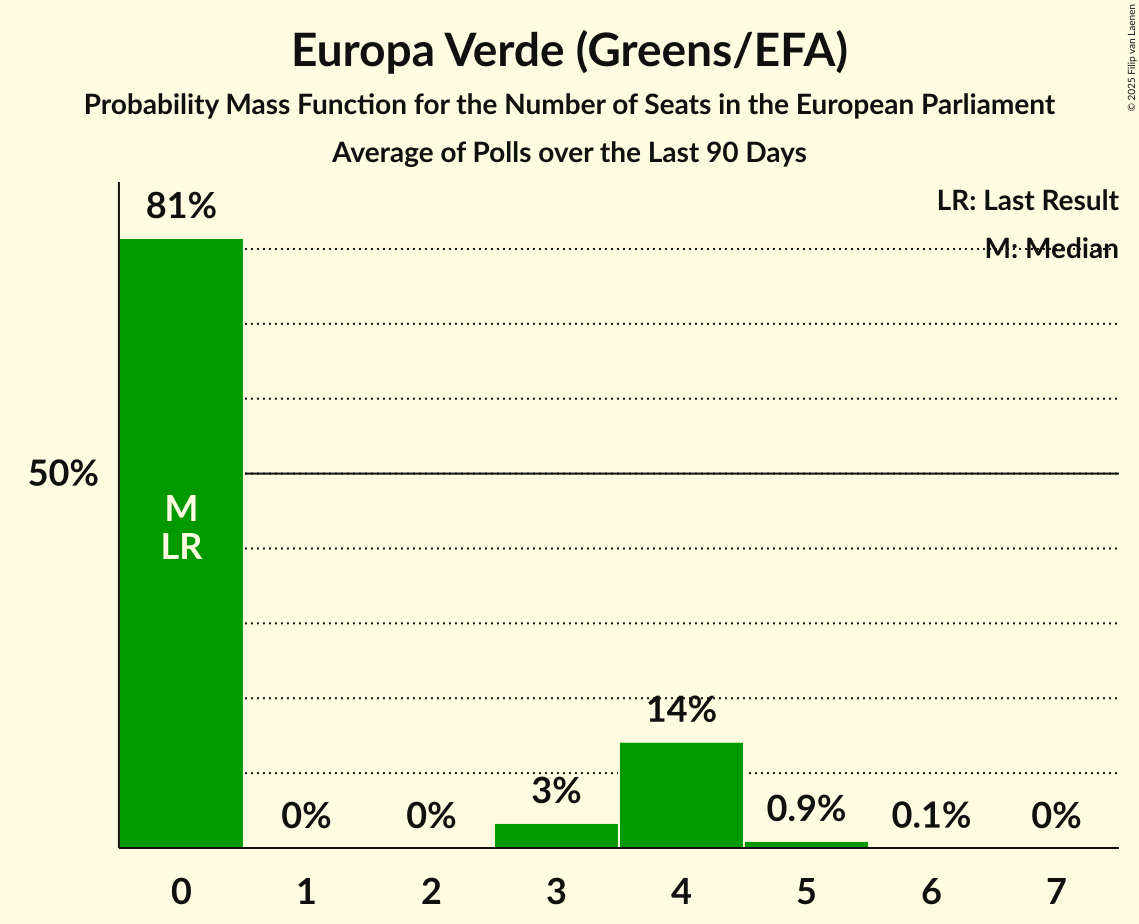 Europa Verde (Greens/EFA)
Probability Mass Function for the Number of Seats in the European Parliament
Average of Polls over the Last 90 Days
© 2025 Filip van Laenen
LR: Last Result
M: Median
81%
50%
M
LR
0%
0%
3%
14%
0.9%
0.1%
0%
0 1 2 3 4 5 6 7